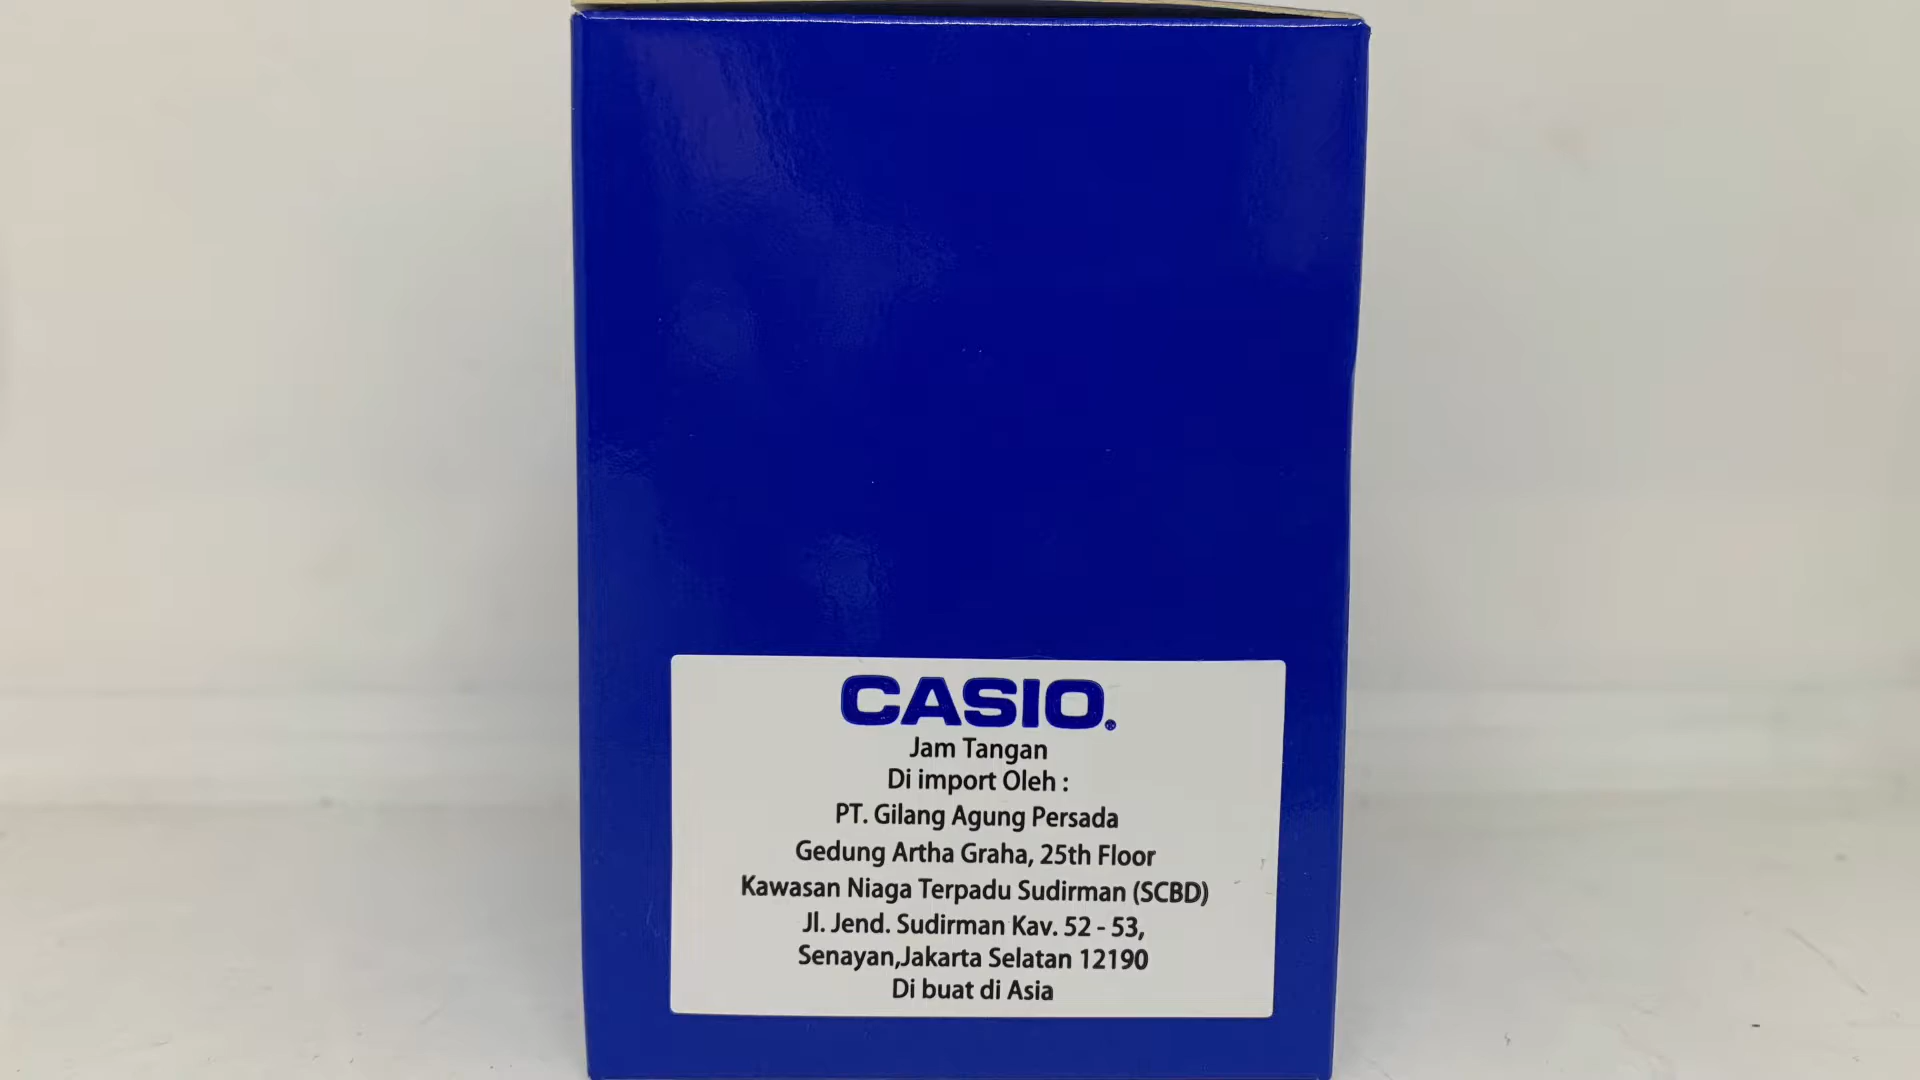 CASIO®
Jam Tangan
Di import Oleh :
PT. Gilang Agung Persada
Gedung Artha Graha, 25th Floor
Kawasan Niaga Terpadu Sudirman (SCBD)
Jl. Jend. Sudirman Kav. 52 - 53,
Senayan,Jakarta Selatan 12190
Di buat di Asia